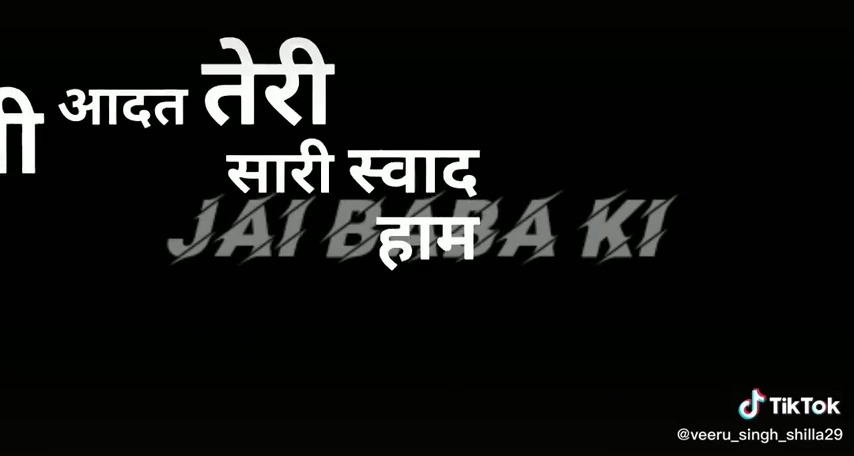 आदत तेरी
सारी स्वाद
JAI BABA KI
हाम
TikTok
@veeru_singh_shilla29